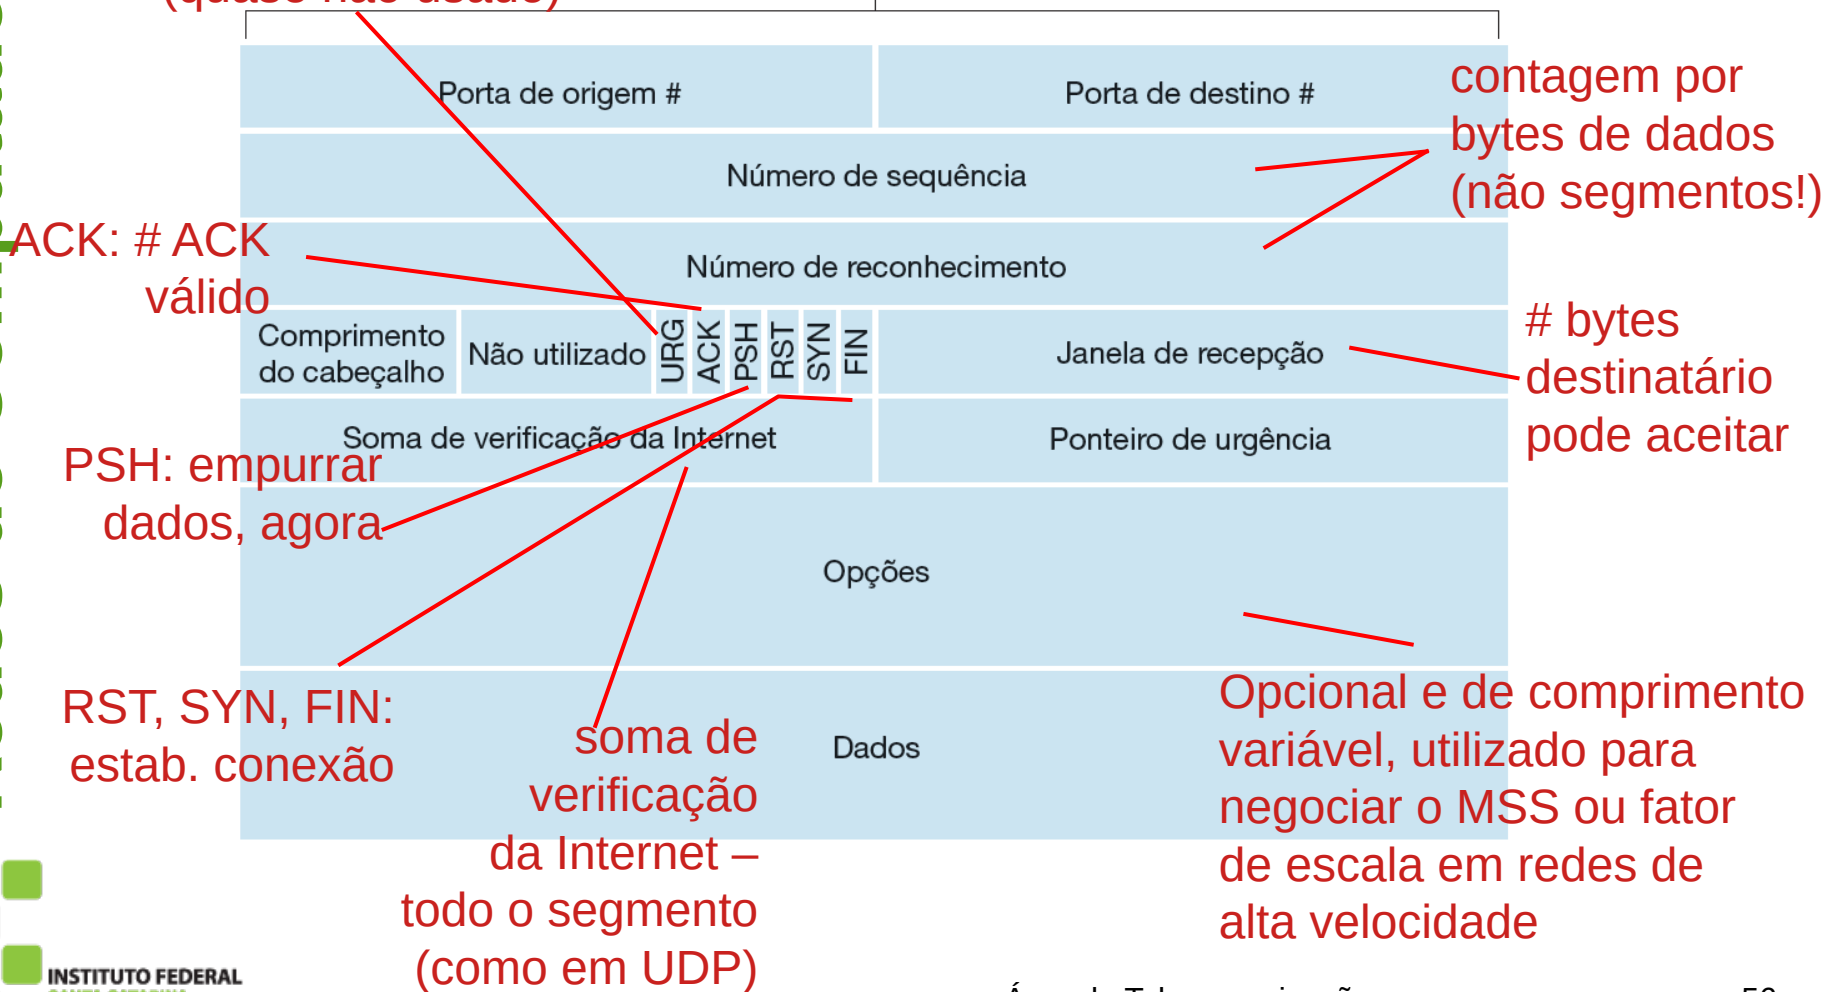 (quase não usado)
Porta de origem #
Porta de destino #
contagem por
bytes de dados
(não segmentos!)
Número de sequência
ACK: # ACK
válido
Número de reconhecimento
Comprimento
do cabeçalho
Não utilizado
URG
ACK
PSH
RST
SYN
FIN
Janela de recepção
# bytes
destinatário
pode aceitar
Soma de verificação da Internet
Ponteiro de urgência
PSH: empurrar
dados, agora
Opções
RST, SYN, FIN:
estab. conexão
soma de
verificação
da Internet –
todo o segmento
(como em UDP)
Dados
Opcional e de comprimento
variável, utilizado para
negociar o MSS ou fator
de escala em redes de
alta velocidade
INSTITUTO FEDERAL